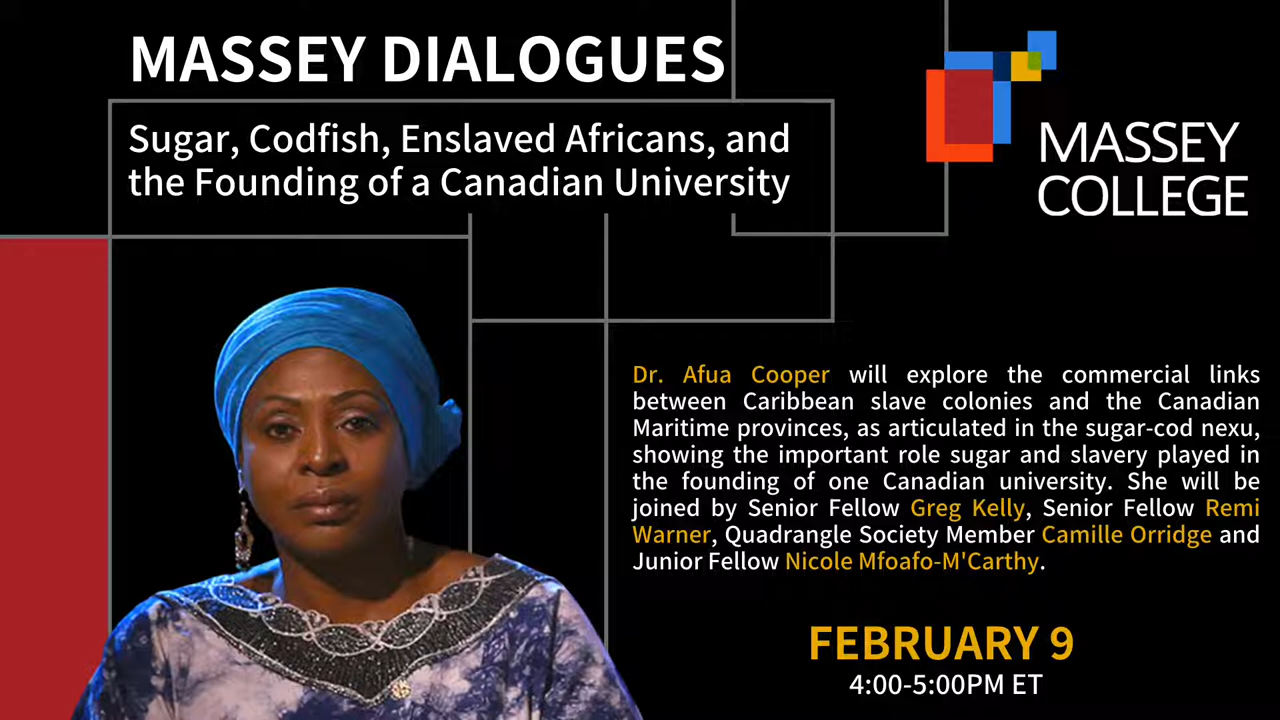 MASSEY DIALOGUES
Sugar, Codfish, Enslaved Africans, and
the Founding of a Canadian University
MASSEY
COLLEGE
Dr. Afua Cooper will explore the commercial links
between Caribbean slave colonies and the Canadian
Maritime provinces, as articulated in the sugar-cod nexu,
showing the important role sugar and slavery played in
the founding of one Canadian university. She will be
joined by Senior Fellow Greg Kelly, Senior Fellow Remi
Warner, Quadrangle Society Member Camille Orridge and
Junior Fellow Nicole Mfoafo-M'Carthy.
FEBRUARY 9
4:00-5:00PM ET